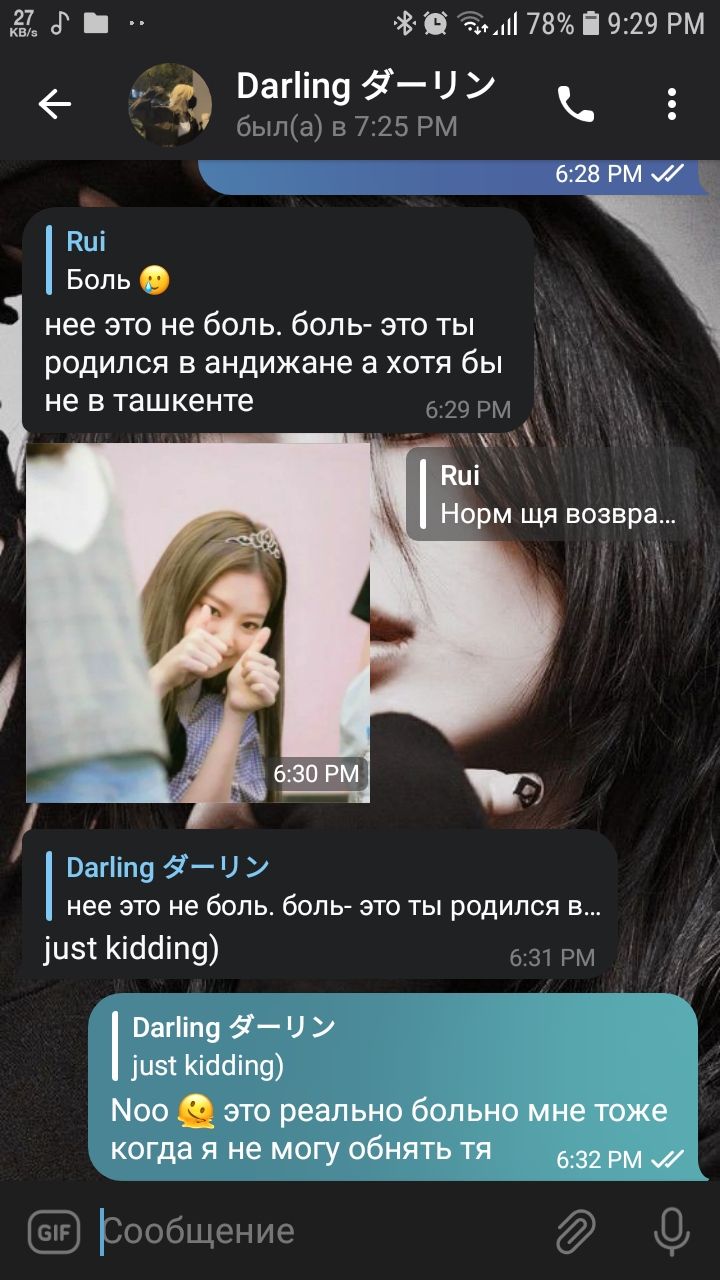 27
KB/s
78%
9:29 PM
Darling ダーリン
был(а) в 7:25 PM
6:28 PM
Rui
Боль 🥲
нее это не боль. боль- это ты
родился в андижане а хотя бы
не в ташкенте
6:29 PM
Rui
Норм щя возвра...
6:30 PM
Darling ダーリン
нее это не боль. боль- это ты родился в...
just kidding)
6:31 PM
Darling ダーリン
just kidding)
Noo 🫠 это реально больно мне тоже
когда я не могу обнять тя
6:32 PM
GIF
Сообщение